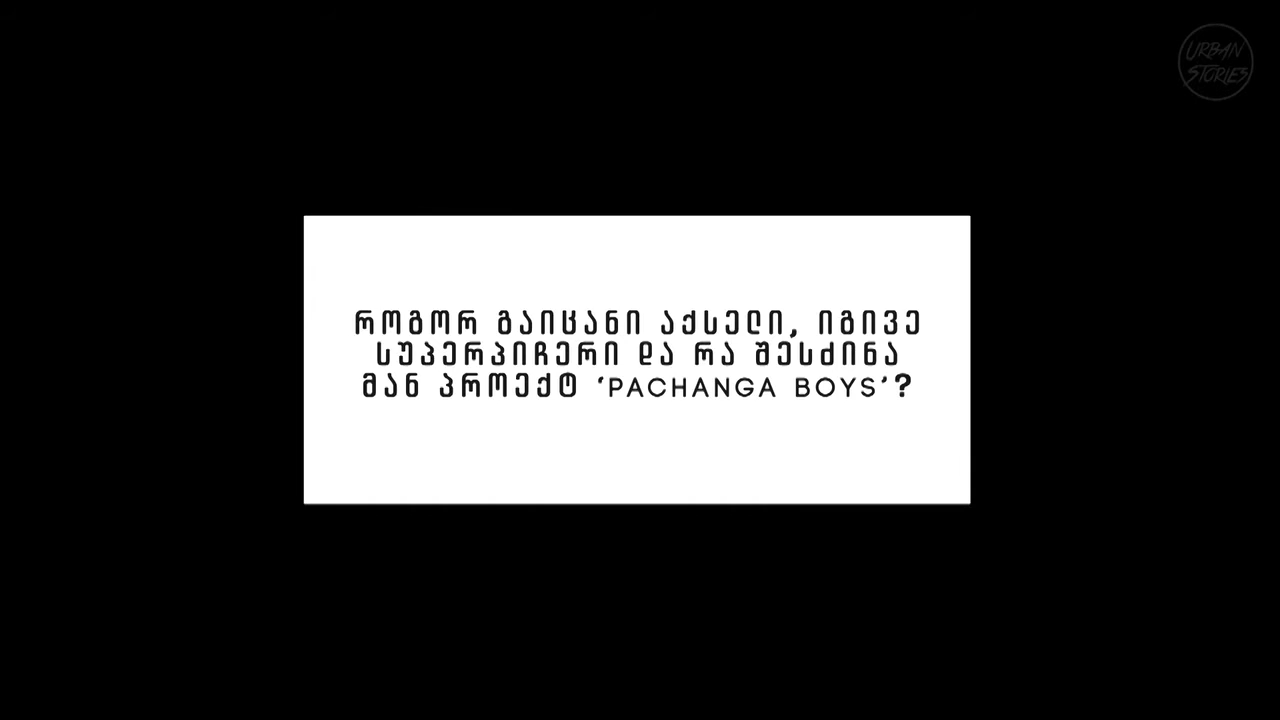 URBAN
STORIES
როგორ გაიცანი აქსელი, იგივე
სუპერპიჩერი და რა შესძინა
მან პროექტ ‘PACHANGA BOYS’?